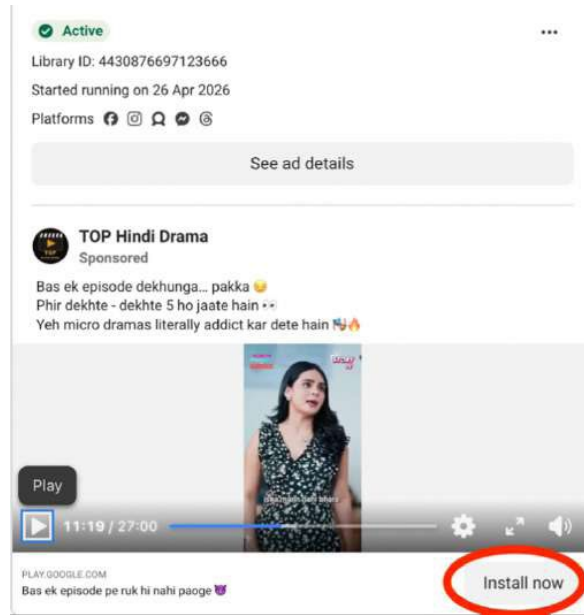 Active
Library ID: 4430876697123666
Started running on 26 Apr 2026
Platforms
See ad details
TOP Hindi Drama
Sponsored
Bas ek episode dekhunga... pakka 😏
Phir dekhte - dekhte 5 ho jaate hain 👀
Yeh micro dramas literally addict kar dete hain 🎭🔥
Play
11:19 / 27:00
PLAY.GOOGLE.COM
Bas ek episode pe ruk hi nahi paoge 😈
Install now